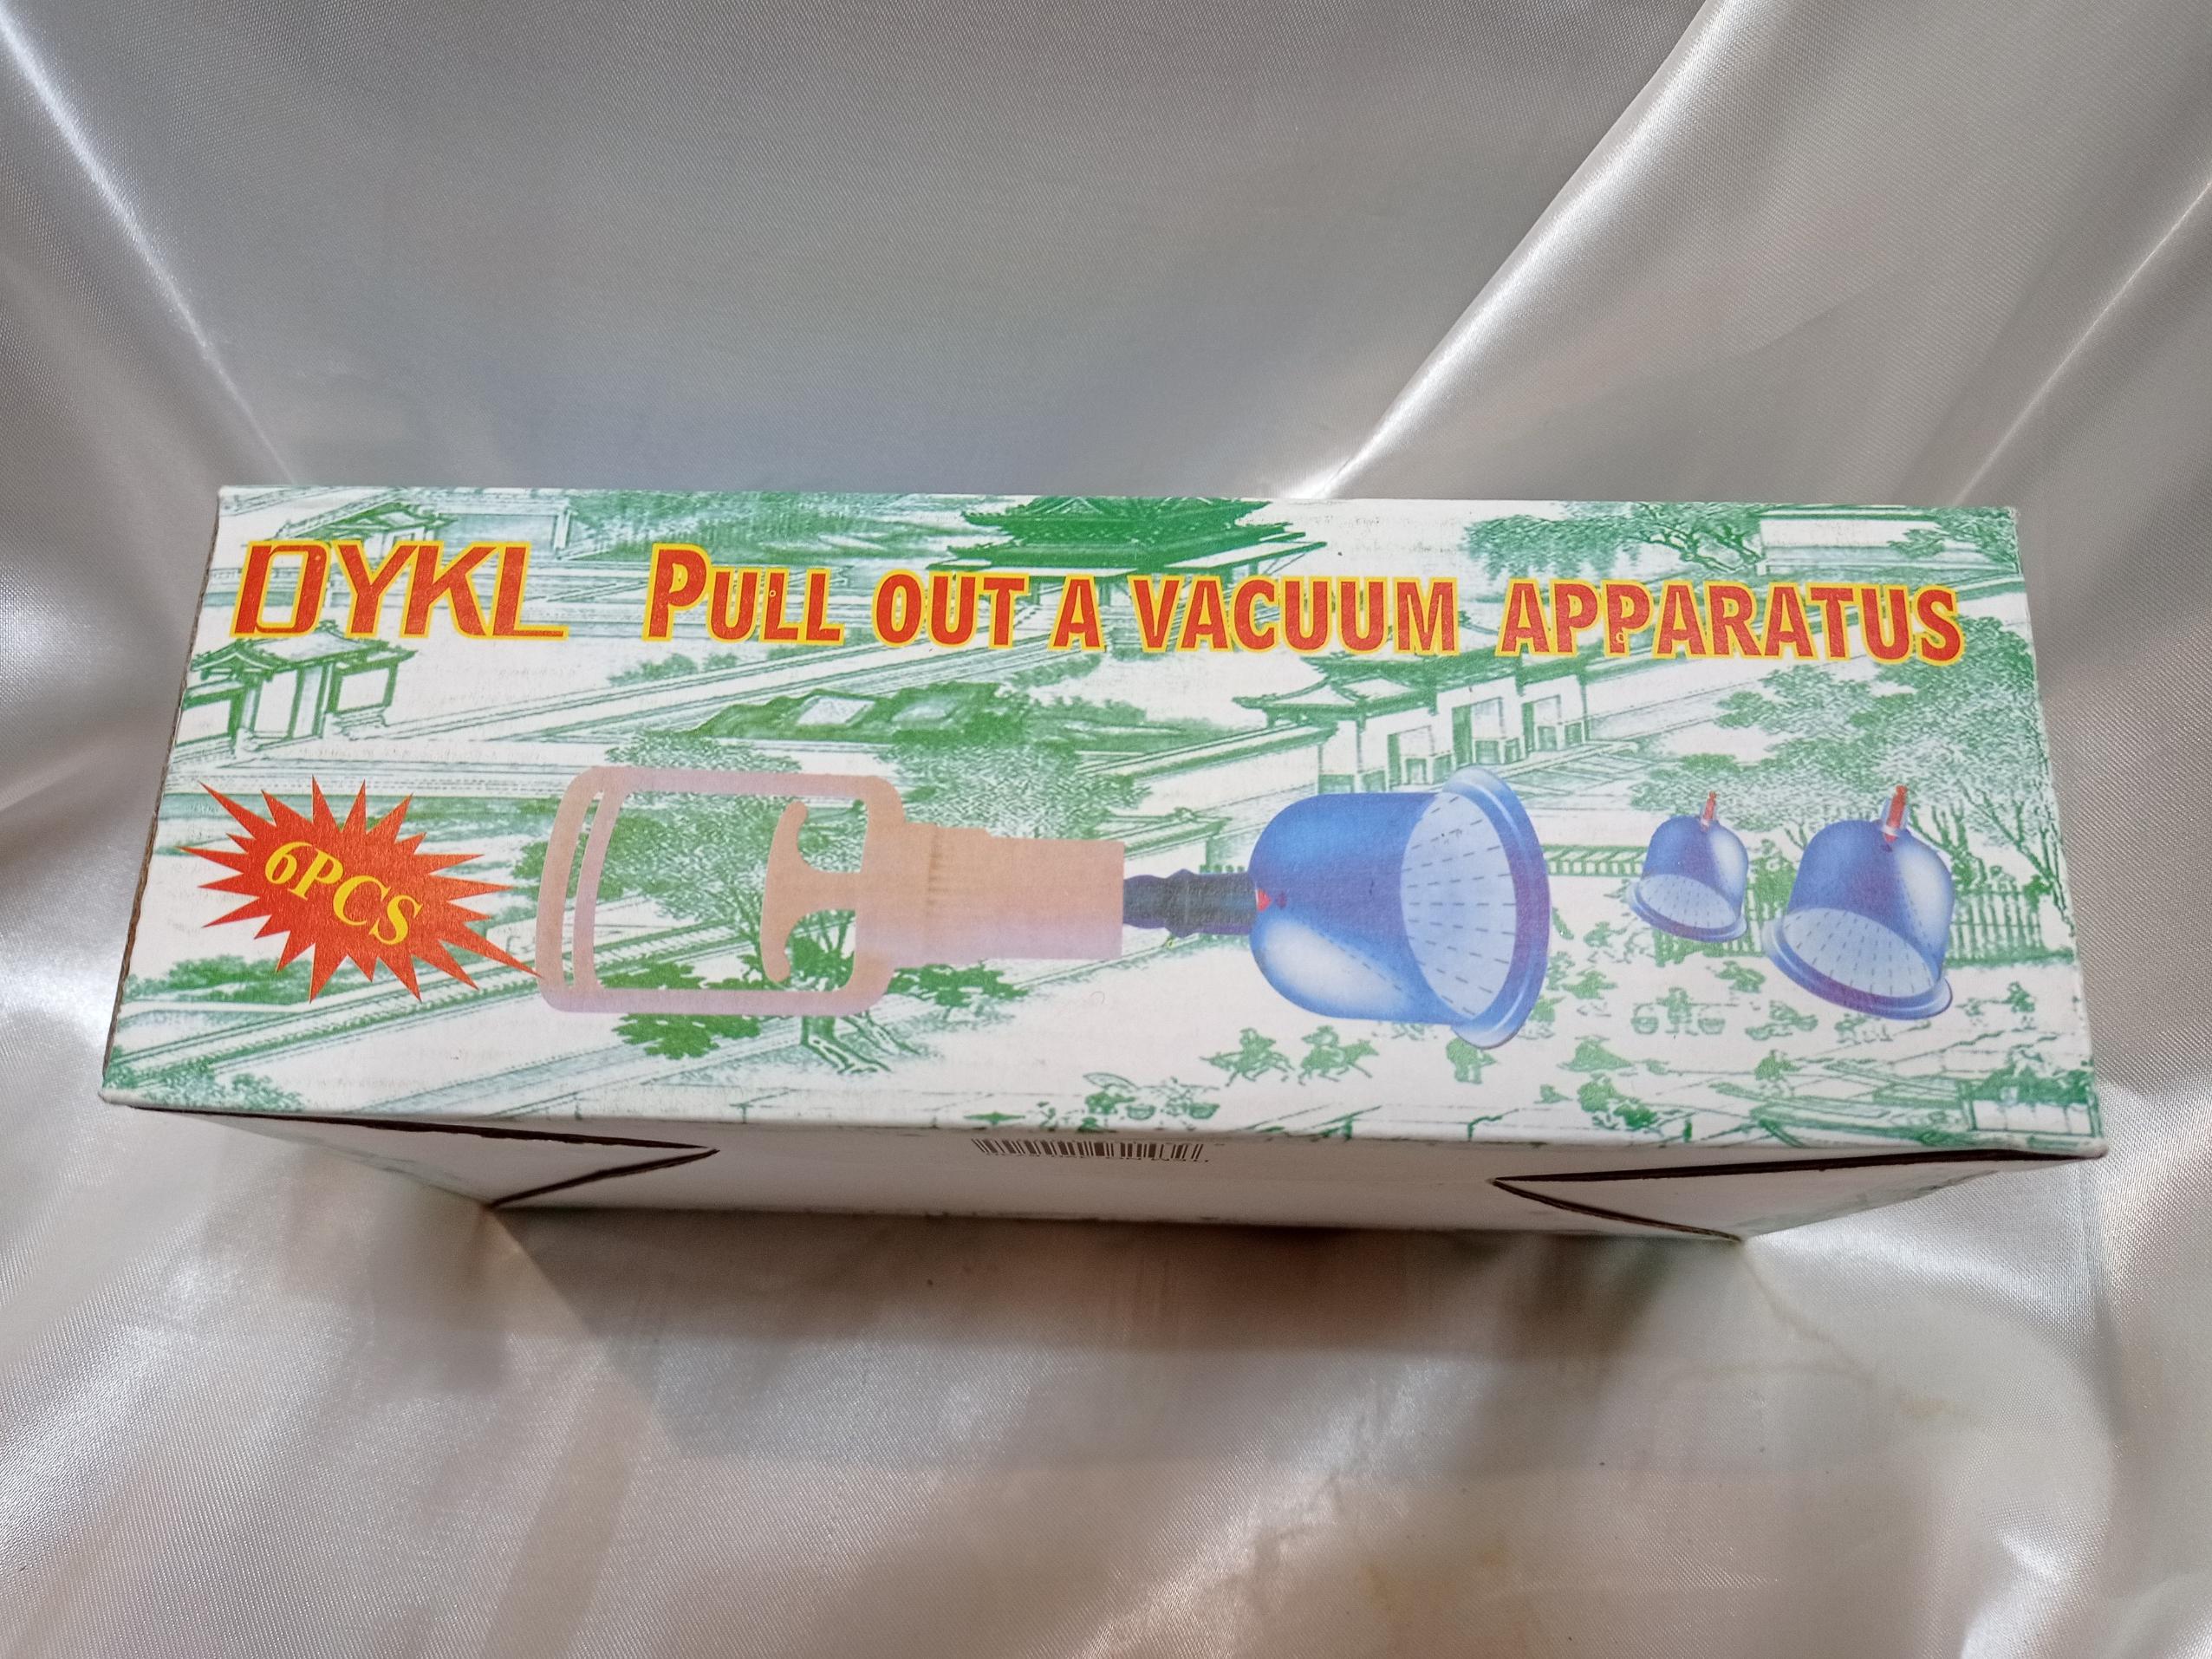 DYKL PULL OUT A VACUUM APPARATUS
6PCS